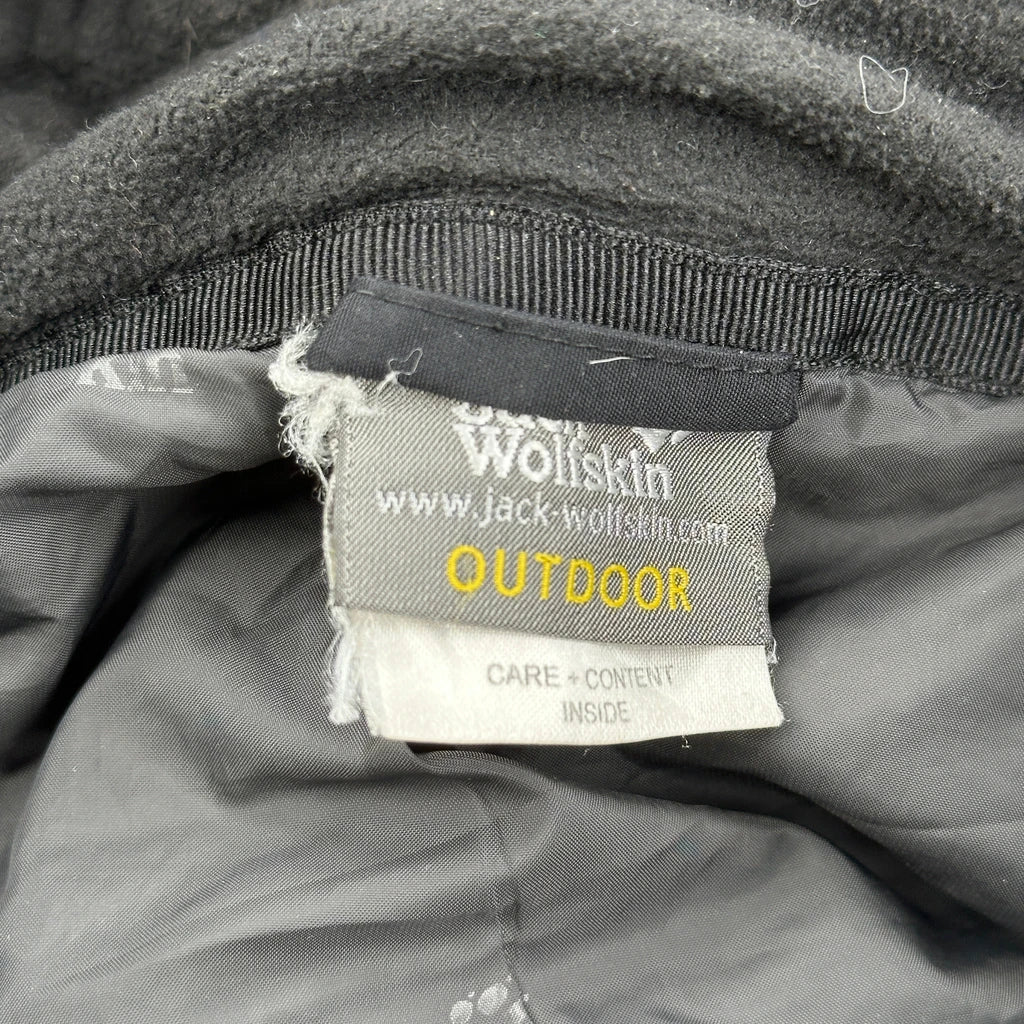 Wolfskin
www.jack-wolfskin.com
OUTDOOR
CARE + CONTENT
INSIDE